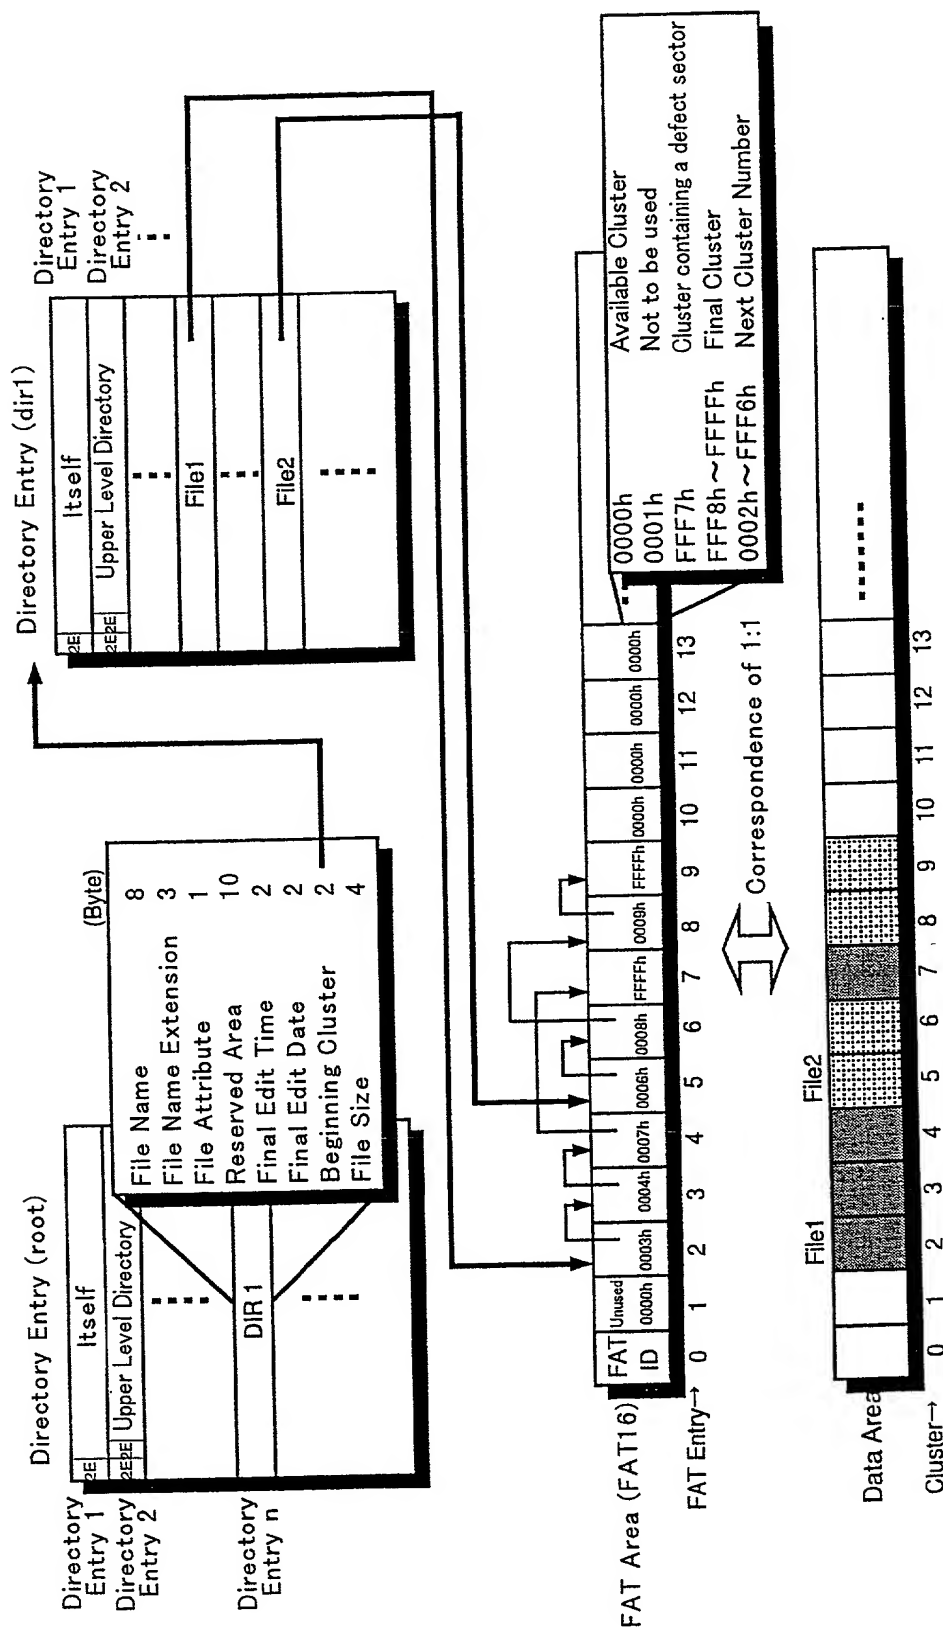 Directory Entry (root)
Directory Entry 1
Directory Entry 2
Directory Entry n
2E Itself
2E2E Upper Level Directory
DIR1
(Byte)
File Name 8
File Name Extension 3
File Attribute 1
Reserved Area 10
Final Edit Time 2
Final Edit Date 2
Beginning Cluster 2
File Size 4
Directory Entry (dir1)
2E Itself
2E2E Upper Level Directory
File1
File2
Directory Entry 1
Directory Entry 2
FAT Area (FAT16)
FAT ID
Unused 0000h 0003h 0004h 0007h 0006h 0008h FFFFh 0009h FFFFh 0000h 0000h 0000h 0000h
FAT Entry→ 0 1 2 3 4 5 6 7 8 9 10 11 12 13
0000h Available Cluster
0001h Not to be used
FFF7h Cluster containing a defect sector
FFF8h~FFFFh Final Cluster
0002h~FFF6h Next Cluster Number
Correspondence of 1:1
File1 File2
Data Area
Cluster→ 0 1 2 3 4 5 6 7 8 9 10 11 12 13